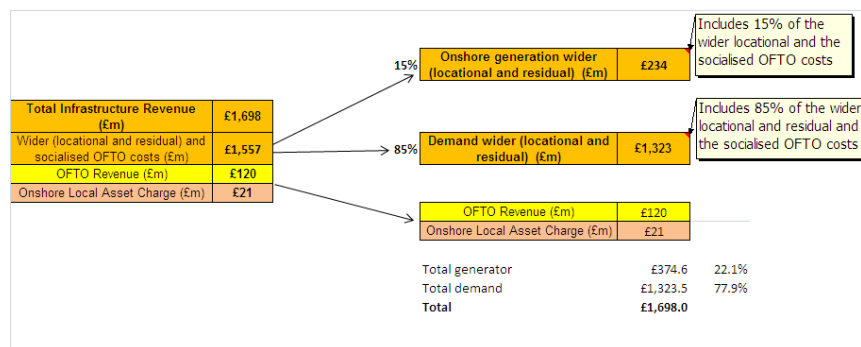 Includes 15% of the
wider locational and the
socialised OFTO costs
15%
Onshore generation wider
(locational and residual) (£m)
£234
Total Infrastructure Revenue
(£m)
£1,698
Wider (locational and residual) and
socialised OFTO costs (£m)
£1,557
OFTO Revenue (£m)
£120
Onshore Local Asset Charge (£m)
£21
Includes 85% of the wider
locational and residual and
the socialised OFTO costs
85%
Demand wider (locational and
residual) (£m)
£1,323
OFTO Revenue (£m)
£120
Onshore Local Asset Charge (£m)
£21
Total generator £374.6 22.1%
Total demand £1,323.5 77.9%
Total £1,698.0